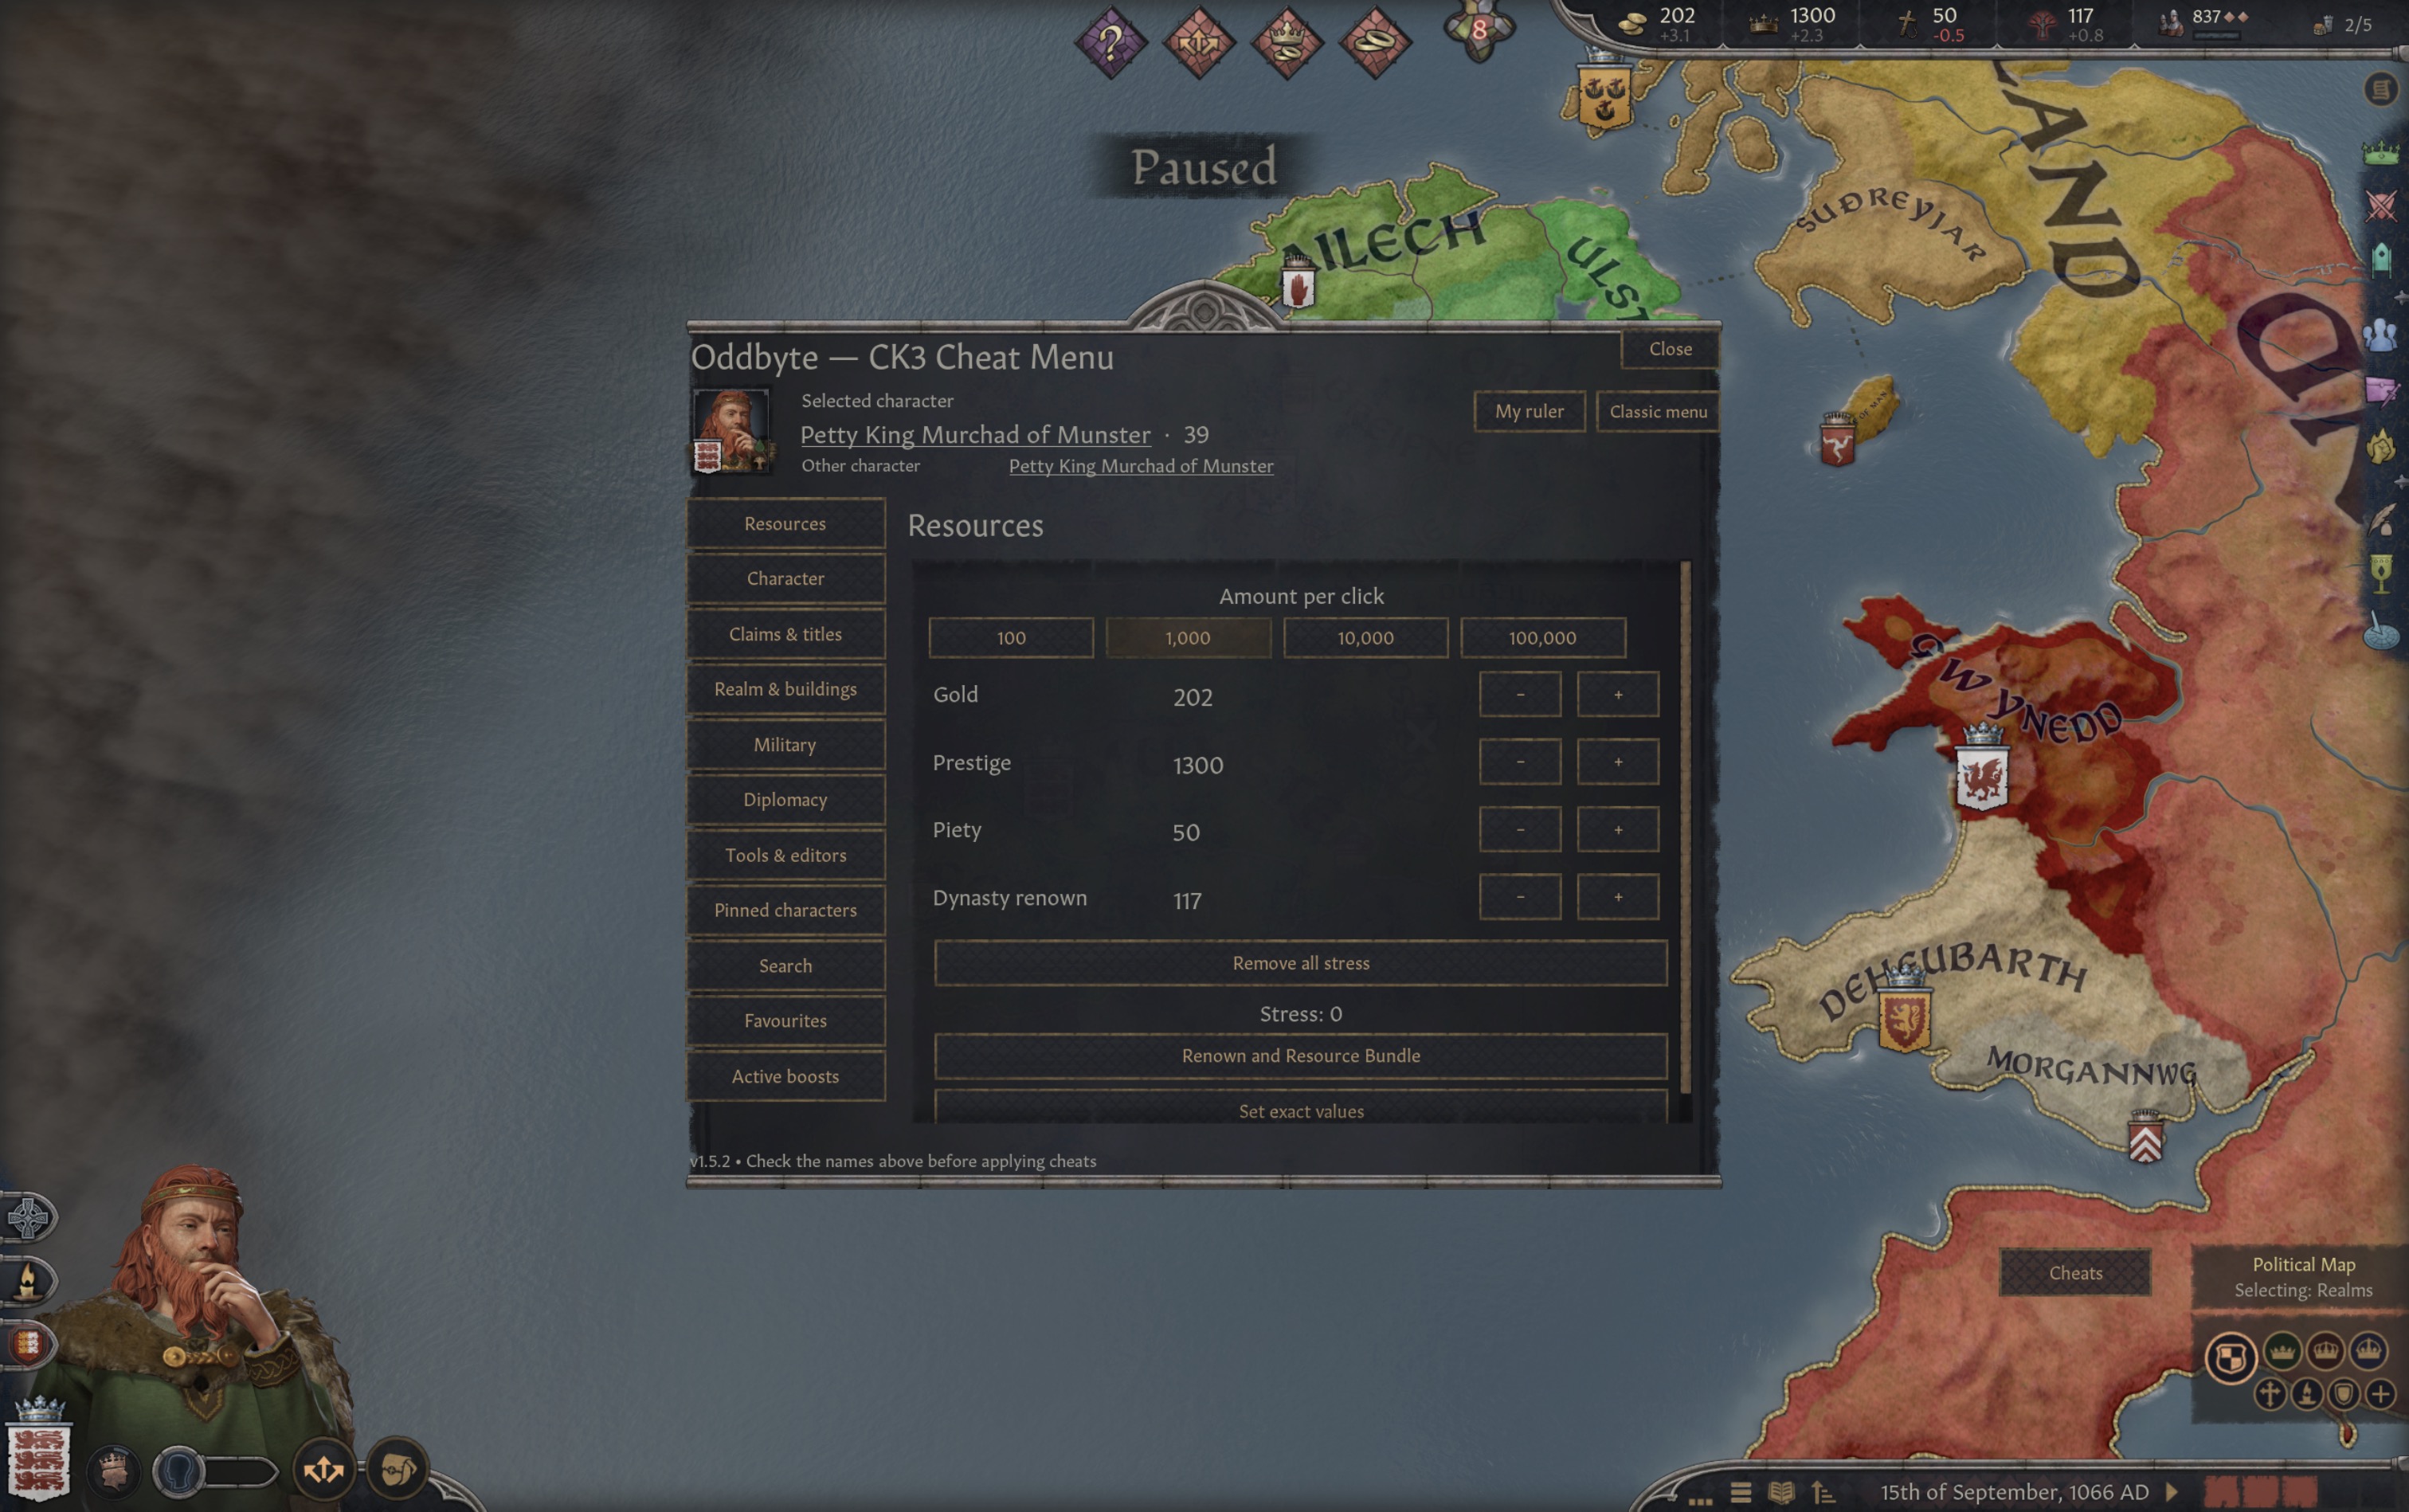 8
202
+3.1
1300
+2.3
50
-0.5
117
+0.8
837
2/5
Paused
AILECH
ULST
SUÐREYJAR
LAND
OF MAN
Oddbyte — CK3 Cheat Menu
Close
Selected character
Petty King Murchad of Munster · 39
Other character Petty King Murchad of Munster
My ruler
Classic menu
Resources
Character
Claims & titles
Realm & buildings
Military
Diplomacy
Tools & editors
Pinned characters
Search
Favourites
Active boosts
Resources
Amount per click
100 1,000 10,000 100,000
Gold 202 - +
Prestige 1300 - +
Piety 50 - +
Dynasty renown 117 - +
Remove all stress
Stress: 0
Renown and Resource Bundle
Set exact values
v1.5.2 • Check the names above before applying cheats
GWYNEDD
DEHEUBARTH
MORGANNWG
Cheats
Political Map
Selecting: Realms
15th of September, 1066 AD